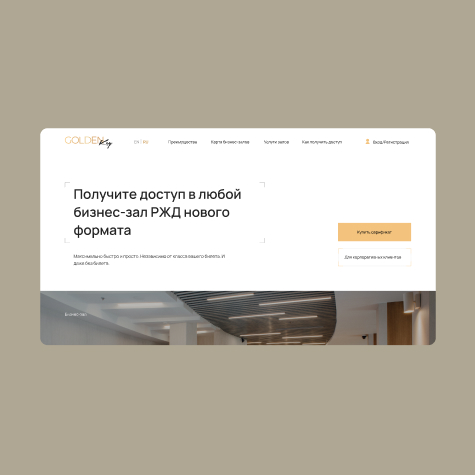 GOLDEN Key
EN | RU
Преимущества
Карта бизнес-залов
Услуги залов
Как получить доступ
Вход/Регистрация
Получите доступ в любой
бизнес-зал РЖД нового
формата
Максимально быстро и просто. Независимо от класса вашего билета. И
даже без билета.
Купить сертификат
Для корпоративных клиентов